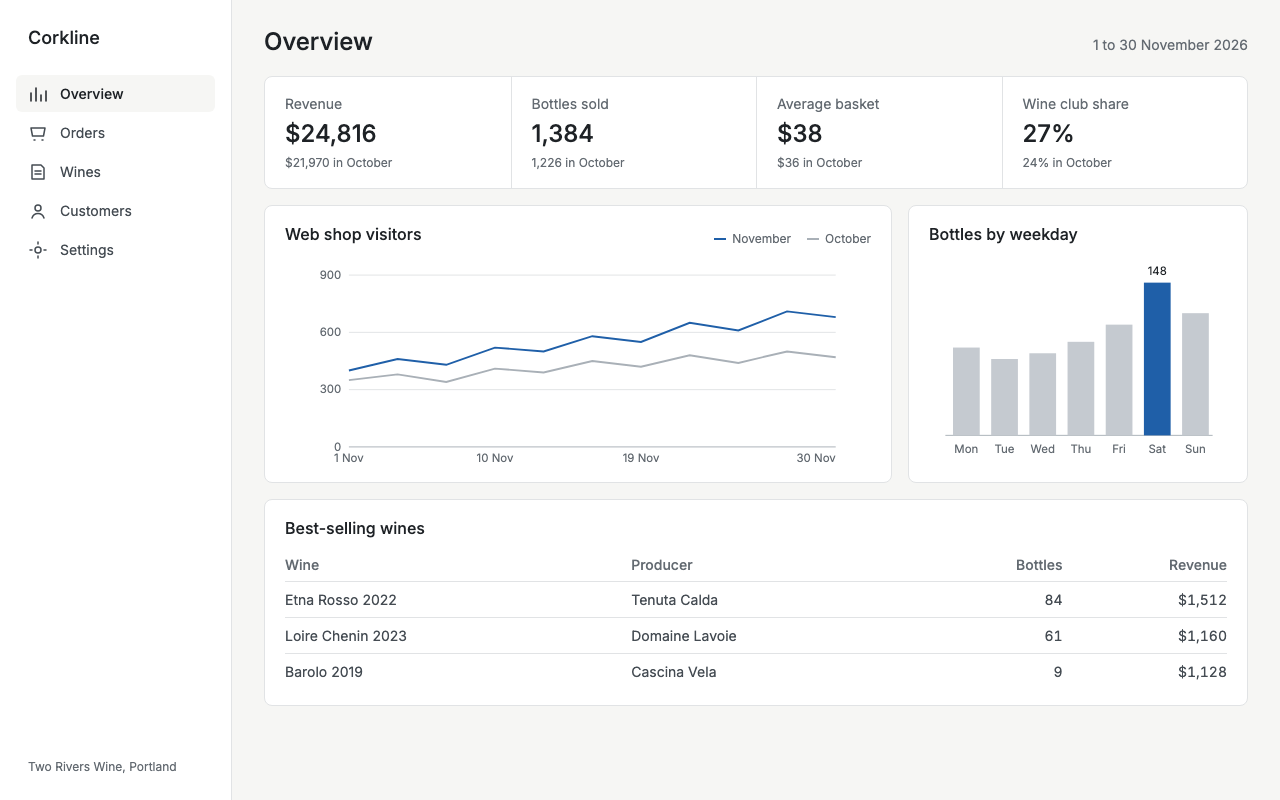 Corkline
Overview
Orders
Wines
Customers
Settings
Two Rivers Wine, Portland
Overview
1 to 30 November 2026
Revenue
$24,816
$21,970 in October
Bottles sold
1,384
1,226 in October
Average basket
$38
$36 in October
Wine club share
27%
24% in October
Web shop visitors
November October
900
600
300
0
1 Nov 10 Nov 19 Nov 30 Nov
Bottles by weekday
148
Mon Tue Wed Thu Fri Sat Sun
Best-selling wines
Wine Producer Bottles Revenue
Etna Rosso 2022 Tenuta Calda 84 $1,512
Loire Chenin 2023 Domaine Lavoie 61 $1,160
Barolo 2019 Cascina Vela 9 $1,128